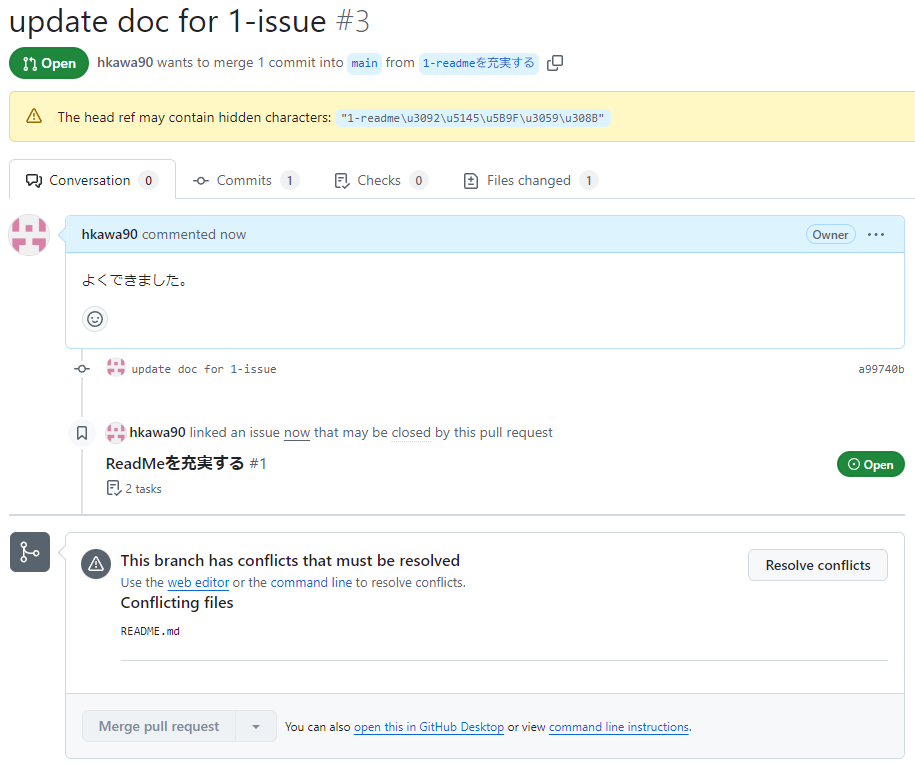 update doc for 1-issue #3
Open hkawa90 wants to merge 1 commit into main from 1-readmeを充実する
The head ref may contain hidden characters: "1-readme\u3092\u5145\u5B9F\u3059\u308B"
Conversation 0 Commits 1 Checks 0 Files changed 1
hkawa90 commented now Owner ...
よくできました。
update doc for 1-issue a99740b
hkawa90 linked an issue now that may be closed by this pull request
ReadMeを充実する #1 Open
2 tasks
This branch has conflicts that must be resolved
Resolve conflicts
Use the web editor or the command line to resolve conflicts.
Conflicting files
README.md
Merge pull request You can also open this in GitHub Desktop or view command line instructions.